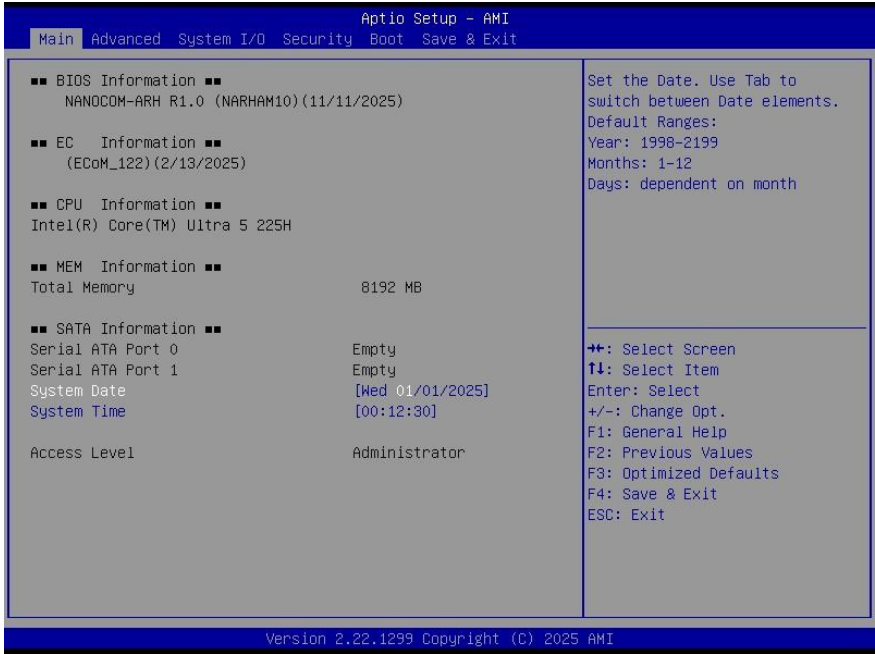 Aptio Setup – AMI
Main Advanced System I/O Security Boot Save & Exit
■■ BIOS Information ■■
NANOCOM-ARH R1.0 (NARHAM10)(11/11/2025)
■■ EC Information ■■
(ECoM_122)(2/13/2025)
■■ CPU Information ■■
Intel(R) Core(TM) Ultra 5 225H
■■ MEM Information ■■
Total Memory 8192 MB
■■ SATA Information ■■
Serial ATA Port 0 Empty
Serial ATA Port 1 Empty
System Date [Wed 01/01/2025]
System Time [00:12:30]
Access Level Administrator
Set the Date. Use Tab to
switch between Date elements.
Default Ranges:
Year: 1998-2199
Months: 1-12
Days: dependent on month
→←: Select Screen
↑↓: Select Item
Enter: Select
+/-: Change Opt.
F1: General Help
F2: Previous Values
F3: Optimized Defaults
F4: Save & Exit
ESC: Exit
Version 2.22.1299 Copyright (C) 2025 AMI